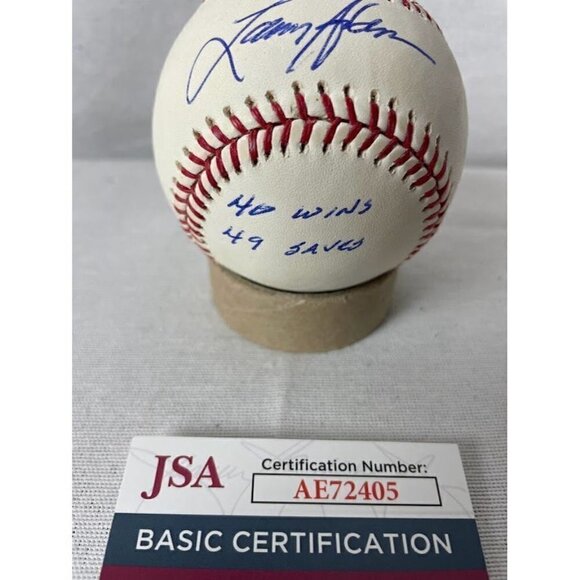 40 WINS
49 SAVES
JSA
Certification Number:
AE72405
BASIC CERTIFICATION